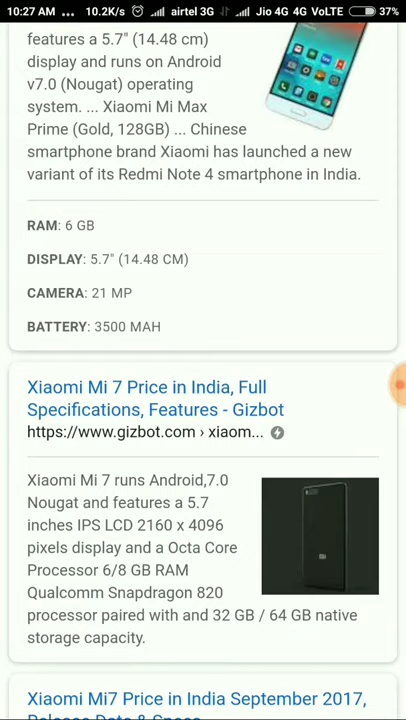 10:27 AM ... 10.2K/s airtel 3G Jio 4G 4G VoLTE 37%
features a 5.7" (14.48 cm)
display and runs on Android
v7.0 (Nougat) operating
system. ... Xiaomi Mi Max
Prime (Gold, 128GB) ... Chinese
smartphone brand Xiaomi has launched a new
variant of its Redmi Note 4 smartphone in India.
RAM: 6 GB
DISPLAY: 5.7" (14.48 CM)
CAMERA: 21 MP
BATTERY: 3500 MAH
Xiaomi Mi 7 Price in India, Full
Specifications, Features - Gizbot
https://www.gizbot.com › xiaom...
Xiaomi Mi 7 runs Android,7.0
Nougat and features a 5.7
inches IPS LCD 2160 x 4096
pixels display and a Octa Core
Processor 6/8 GB RAM
Qualcomm Snapdragon 820
processor paired with and 32 GB / 64 GB native
storage capacity.
Xiaomi Mi7 Price in India September 2017,
Release Date & Specs